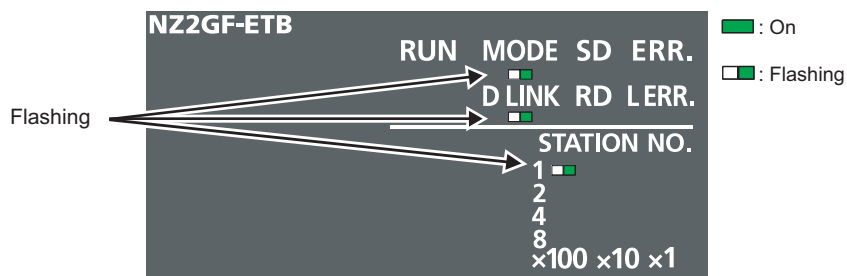 NZ2GF-ETB
RUN MODE SD ERR.
D LINK RD L ERR.
STATION NO.
1
2
4
8
×100 ×10 ×1
Flashing
: On
: Flashing